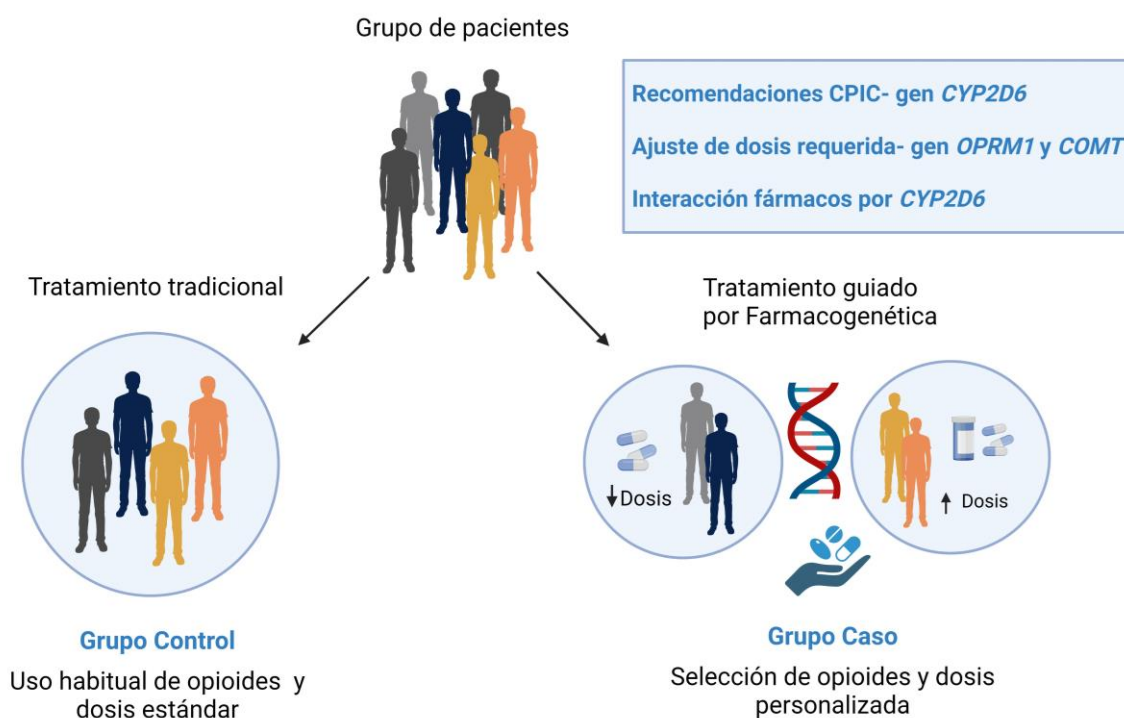 Grupo de pacientes
Recomendaciones CPIC- gen CYP2D6
Ajuste de dosis requerida- gen OPRM1 y COMT
Interacción fármacos por CYP2D6
Tratamiento tradicional
Tratamiento guiado
por Farmacogenética
↓Dosis
↑ Dosis
Grupo Control
Uso habitual de opioides y
dosis estándar
Grupo Caso
Selección de opioides y dosis
personalizada